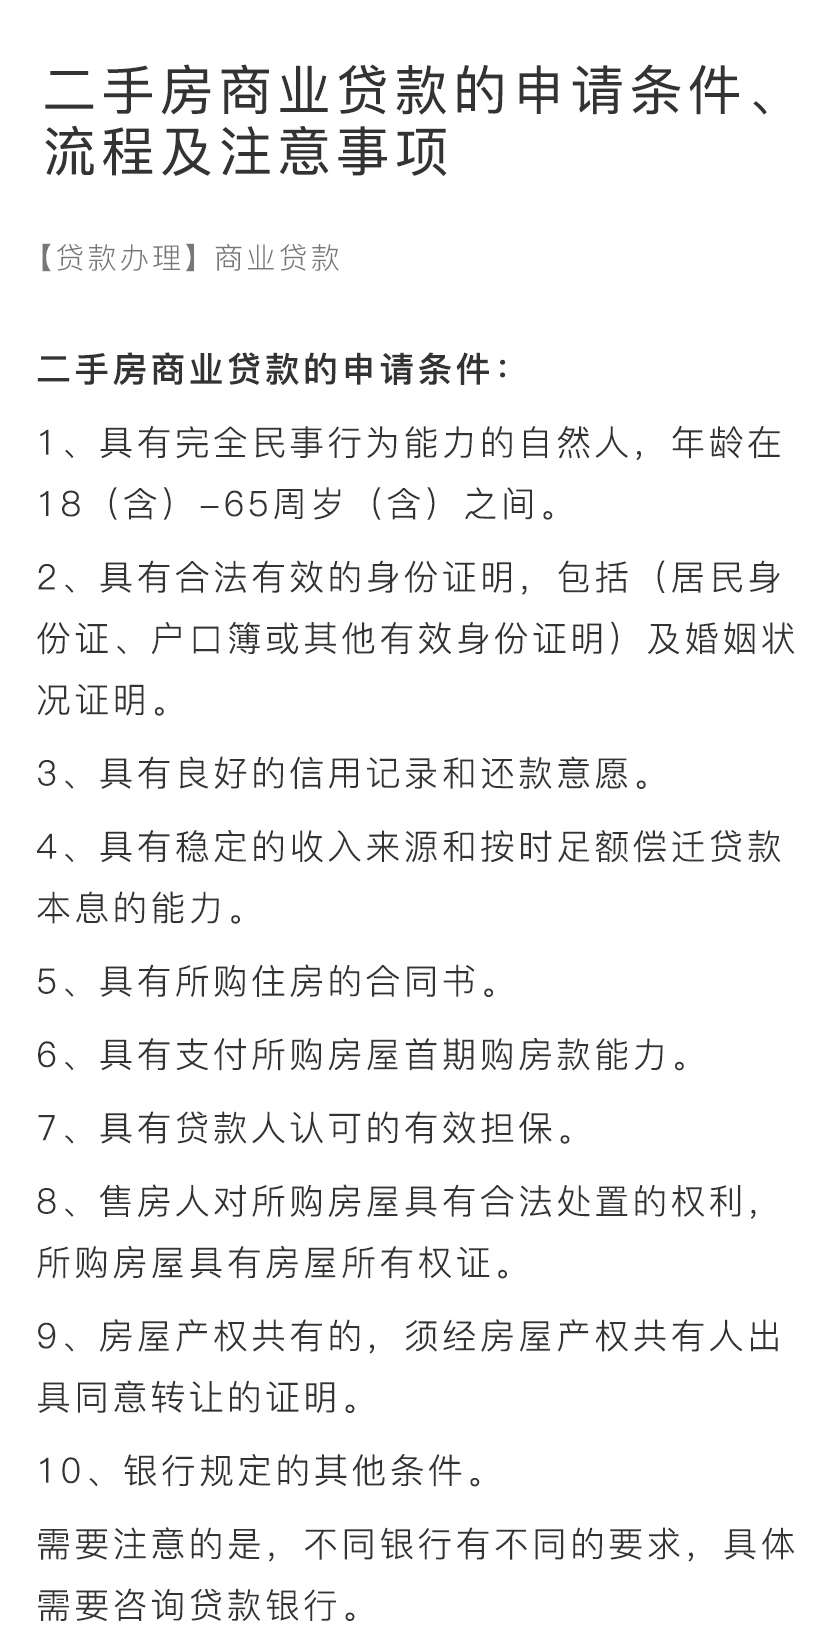 二手房商业贷款的申请条件、
流程及注意事项
【贷款办理】商业贷款
二手房商业贷款的申请条件：
1、具有完全民事行为能力的自然人，年龄在
18（含）–65周岁（含）之间。
2、具有合法有效的身份证明，包括（居民身
份证、户口簿或其他有效身份证明）及婚姻状
况证明。
3、具有良好的信用记录和还款意愿。
4、具有稳定的收入来源和按时足额偿迁贷款
本息的能力。
5、具有所购住房的合同书。
6、具有支付所购房屋首期购房款能力。
7、具有贷款人认可的有效担保。
8、售房人对所购房屋具有合法处置的权利，
所购房屋具有房屋所有权证。
9、房屋产权共有的，须经房屋产权共有人出
具同意转让的证明。
10、银行规定的其他条件。
需要注意的是，不同银行有不同的要求，具体
需要咨询贷款银行。